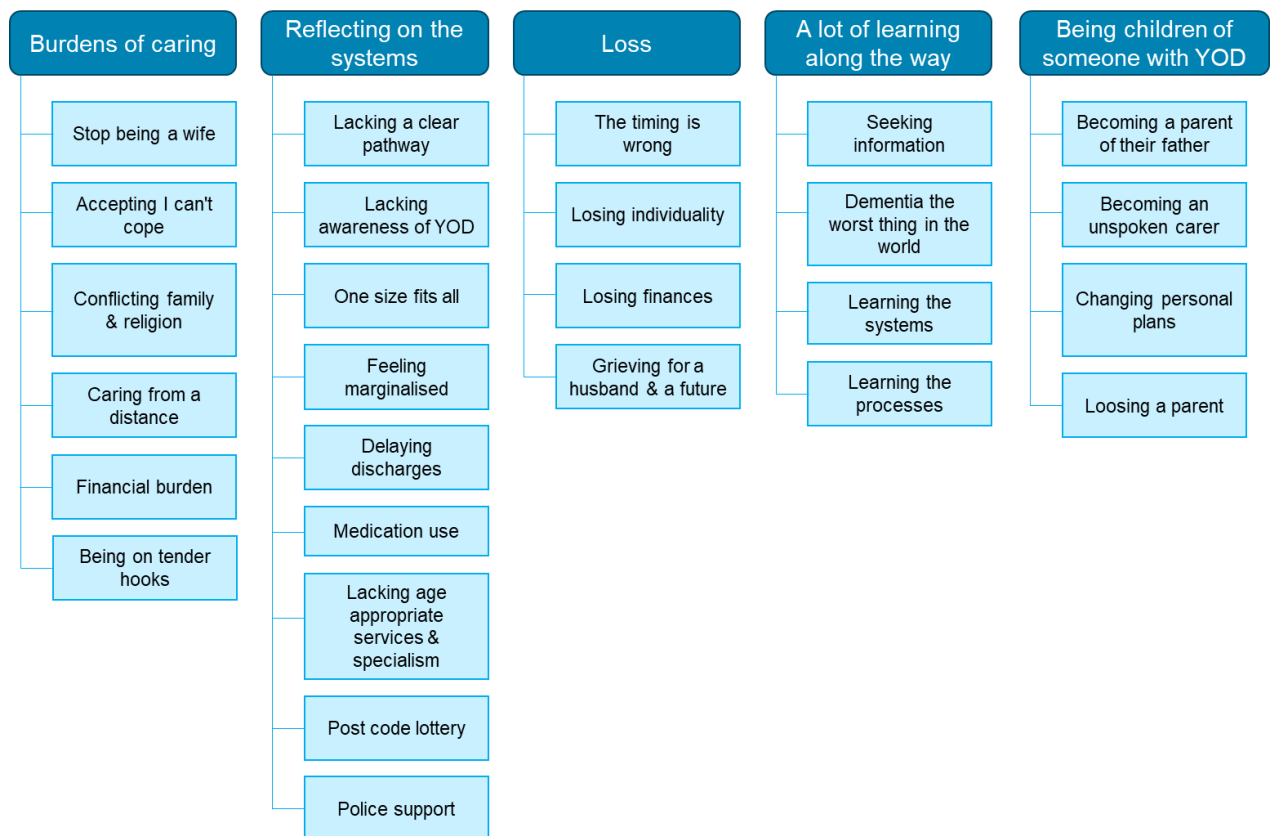 Burdens of caring
Stop being a wife
Accepting I can't
cope
Conflicting family
& religion
Caring from a
distance
Financial burden
Being on tender
hooks
Reflecting on the
systems
Lacking a clear
pathway
Lacking
awareness of YOD
One size fits all
Feeling
marginalised
Delaying
discharges
Medication use
Lacking age
appropriate
services &
specialism
Post code lottery
Police support
Loss
The timing is
wrong
Losing individuality
Losing finances
Grieving for a
husband & a future
A lot of learning
along the way
Seeking
information
Dementia the
worst thing in the
world
Learning the
systems
Learning the
processes
Being children of
someone with YOD
Becoming a parent
of their father
Becoming an
unspoken carer
Changing personal
plans
Loosing a parent